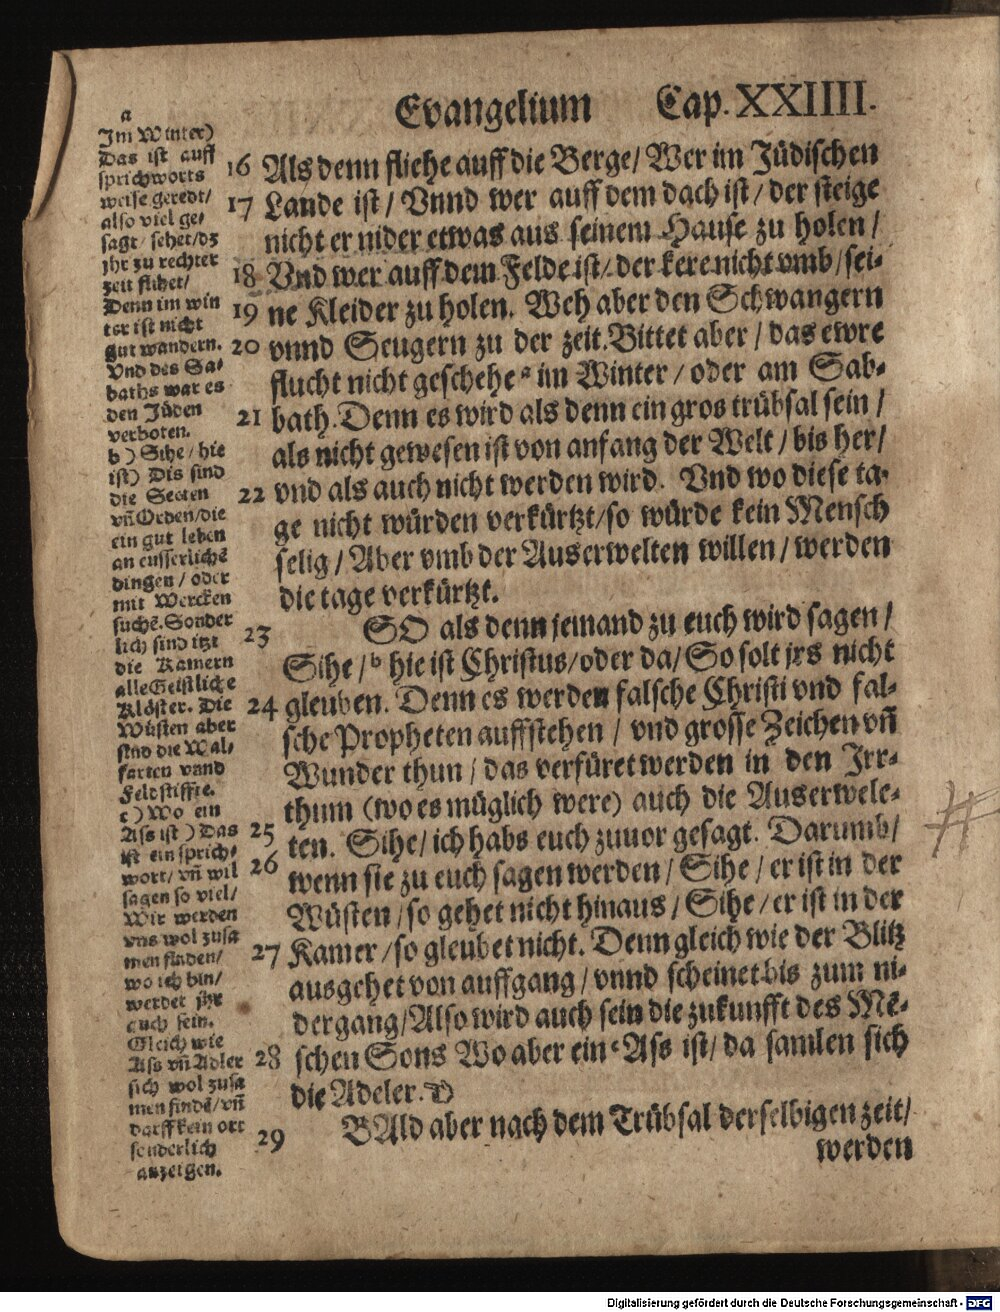 Evangelium Cap. XXIIII.
a
Im Winter)
Das ist auff
sprichworts
weise geredt/
also viel ge/
sagt/ sehet/ dz
jhr zu rechter
zeit flihet/
Denn im win
ter ist nicht
gut wandern.
Vnd des Sa-
baths war es
den Jüden
verboten.
b) Sihe/ hie
ist) Dis sind
die Secten
vñ Orden/ die
ein gut leben
an eusserlichē
dingen/ oder
mit Wercken
suchē. Sonder
lich sind itzt
die Kamern
alle Geistliche
Klöster. Die
Wüsten aber
sind die Wal-
farten vnnd
Feldstiffte.
c) Wo ein
Ass ist) Das
ist ein sprich-
wort/ vñ wil
sagen so viel/
Wir werden
vns wol zusa
men finden/
wo ich bin/
werdet jhr
auch sein.
Gleich wie
Ass vñ Adler
sich wol zusa
men findē/ vñ
darff kein ort
sonderlich
anzeigen.
16 Als denn fliehe auff die Berge/ Wer im Jüdischen
17 Lande ist/ Vnnd wer auff dem dach ist/ der steige
nicht er nider etwas aus seinem Hause zu holen/
18 Vnd wer auff dem Felde ist/ der kere nicht vmb/ sei-
19 ne Kleider zu holen. Weh aber den Schwangern
20 vnnd Seugern zu der zeit. Bittet aber/ das ewre
flucht nicht geschehe a im Winter/ oder am Sab-
21 bath. Denn es wird als denn ein gros trübsal sein/
als nicht gewesen ist von anfang der Welt/ bis her/
22 vnd als auch nicht werden wird. Vnd wo diese ta-
ge nicht würden verkürtzt/ so würde kein Mensch
selig/ Aber vmb der Auserwelten willen/ werden
die tage verkürtzt.
23 SO als denn jemand zu euch wird sagen/
Sihe/ b hie ist Christus/ oder da/ So solt jrs nicht
24 gleuben. Denn es werden falsche Christi vnd fal-
sche Propheten auffstehen/ vnd grosse Zeichen vñ
Wunder thun/ das verfüret werden in den Irr-
thum (wo es müglich were) auch die Auserwele-
25 ten. Sihe/ ich habs euch zuuor gesagt. Darumb/
26 wenn sie zu euch sagen werden/ Sihe/ er ist in der
Wüsten/ so gehet nicht hinaus/ Sihe/ er ist in der
27 Kamer/ so gleubet nicht. Denn gleich wie der Blitz
ausgehet von auffgang/ vnnd scheinet bis zum ni-
dergang/ Also wird auch sein die zukunfft des Mē-
28 schen Sons Wo aber ein c Ass ist/ da samlen sich
die Adeler.
29 BAld aber nach dem Trübsal derselbigen zeit/
werden
Digitalisierung gefördert durch die Deutsche Forschungsgemeinschaft - DFG